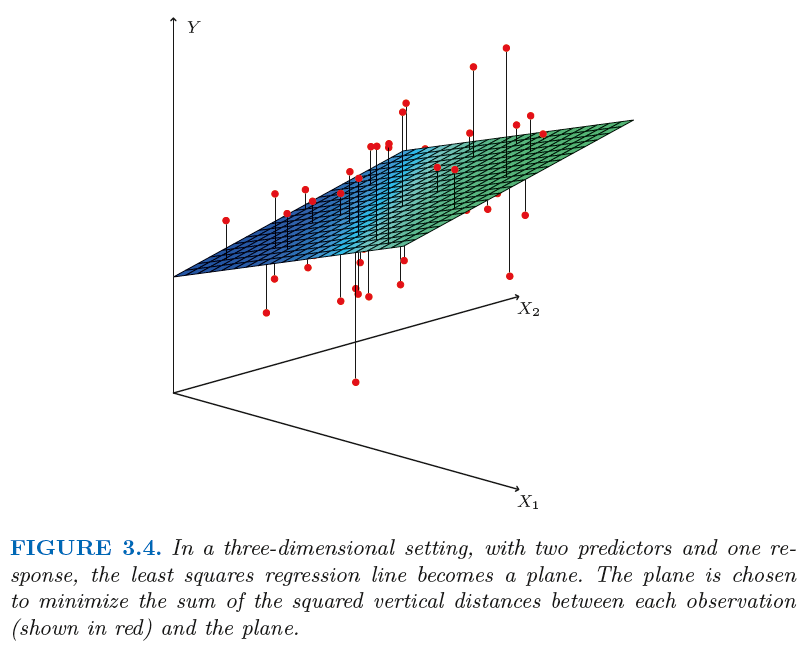 Y
X2
X1
FIGURE 3.4. In a three-dimensional setting, with two predictors and one re-
sponse, the least squares regression line becomes a plane. The plane is chosen
to minimize the sum of the squared vertical distances between each observation
(shown in red) and the plane.